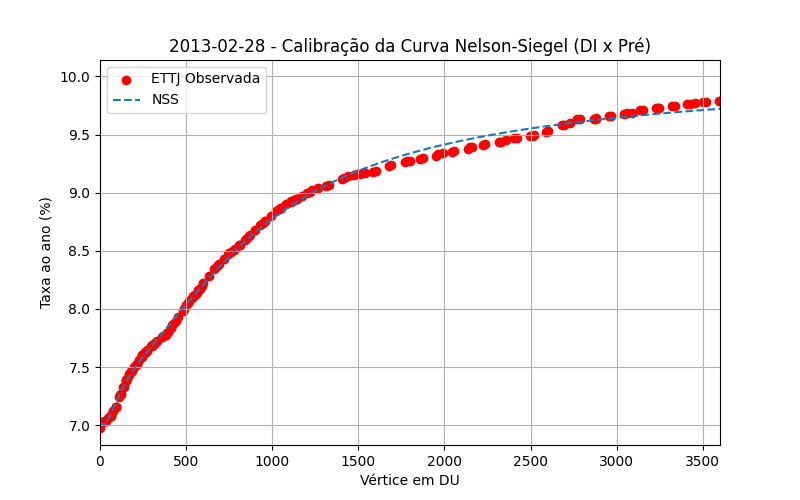 2013-02-28 - Calibração da Curva Nelson-Siegel (DI x Pré)
ETTJ Observada
NSS
Taxa ao ano (%)
10.0
9.5
9.0
8.5
8.0
7.5
7.0
0 500 1000 1500 2000 2500 3000 3500
Vértice em DU